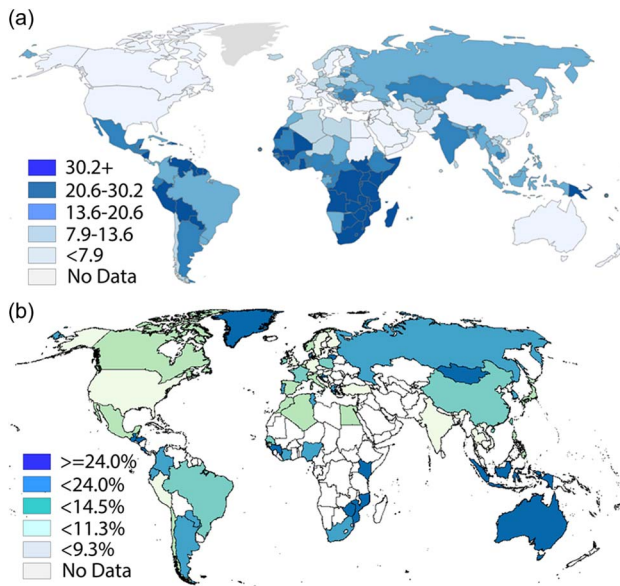 (a)
30.2+
20.6-30.2
13.6-20.6
7.9-13.6
<7.9
No Data
(b)
>=24.0%
<24.0%
<14.5%
<11.3%
<9.3%
No Data